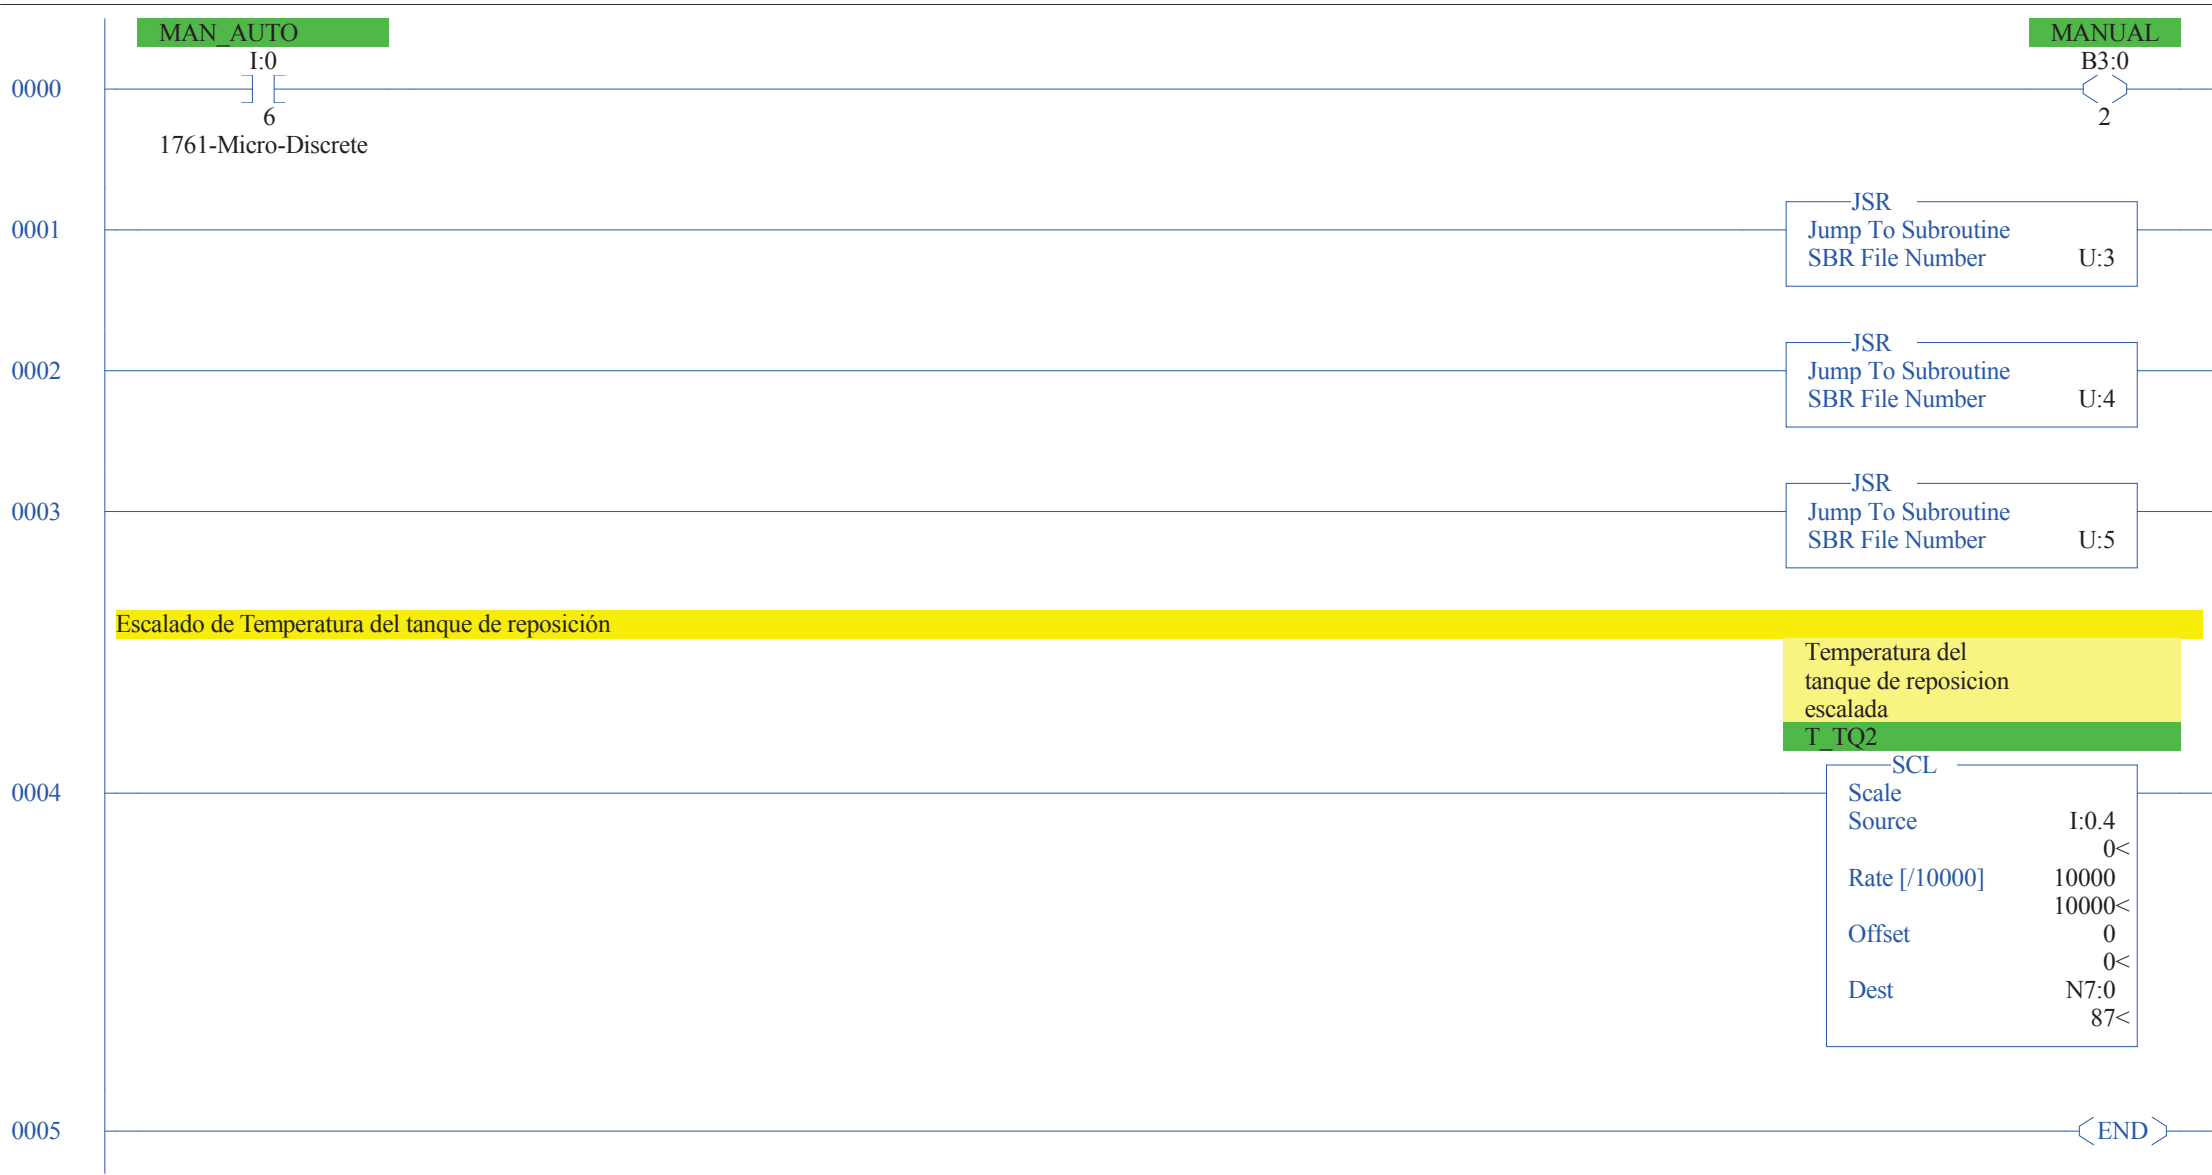 MAN_AUTO MANUAL
I:0 B3:0
0000
6 2
1761-Micro-Discrete
JSR
0001 Jump To Subroutine
SBR File Number U:3
JSR
0002 Jump To Subroutine
SBR File Number U:4
JSR
0003 Jump To Subroutine
SBR File Number U:5
Escalado de Temperatura del tanque de reposición
Temperatura del
tanque de reposicion
escalada
T_TQ2
SCL
0004 Scale
Source I:0.4
0<
Rate [/10000] 10000
10000<
Offset 0
0<
Dest N7:0
87<
0005 END